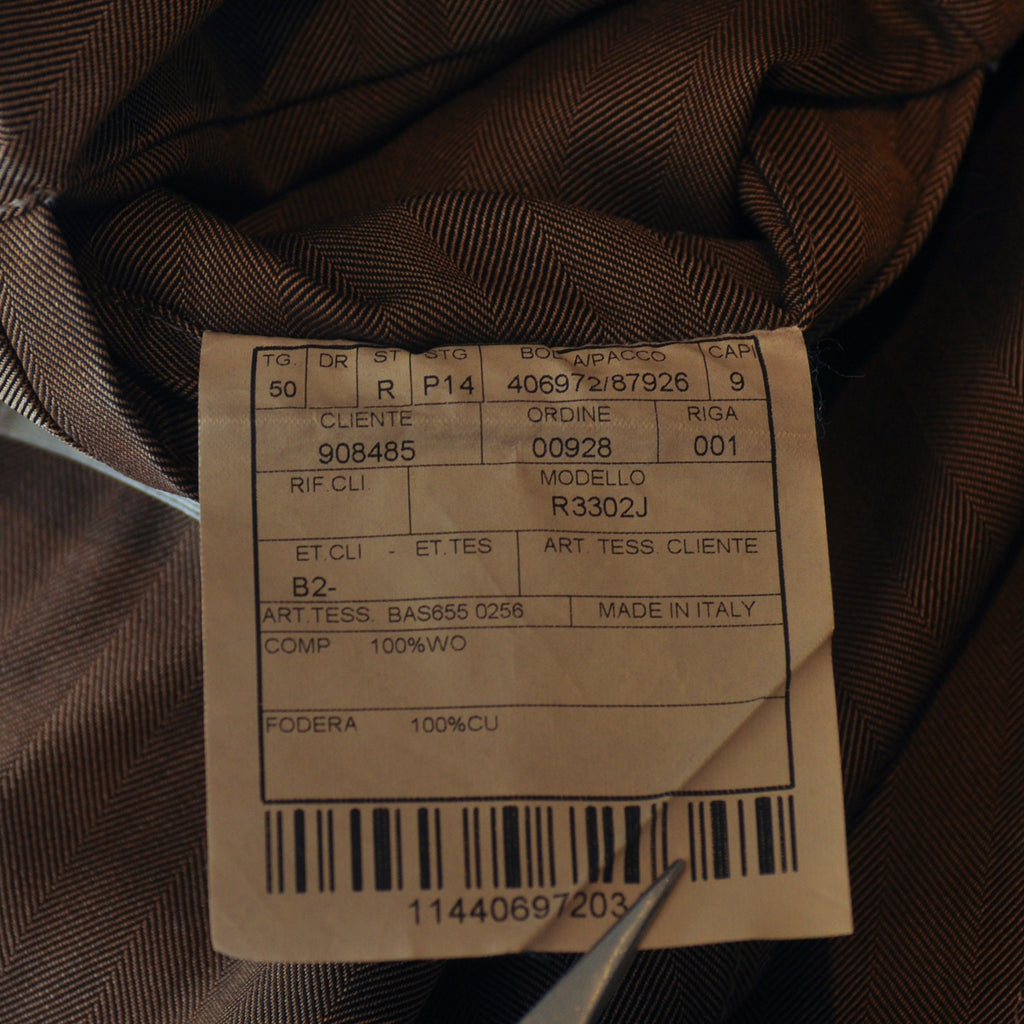 TG. DR ST STG BOLLA/PACCO CAPI
50 R P14 406972/87926 9
CLIENTE ORDINE RIGA
908485 00928 001
RIF.CLI MODELLO
R3302J
ET.CLI - ET.TES ART. TESS. CLIENTE
B2-
ART.TESS. BAS655 0256 MADE IN ITALY
COMP 100%WO
FODERA 100%CU
11440697203